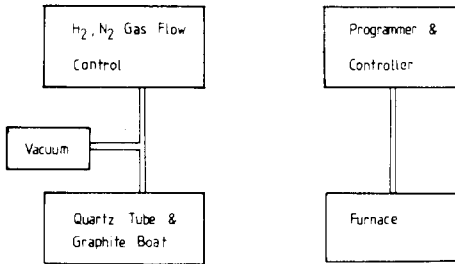 H₂, N₂ Gas Flow
Control
Programmer &
Controller
Vacuum
Quartz Tube &
Graphite Boat
Furnace